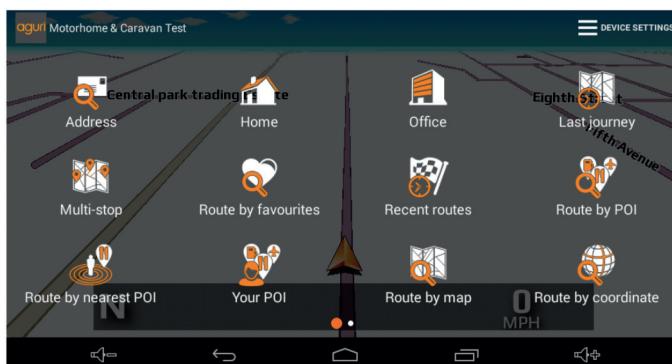 aguri Motorhome & Caravan Test
DEVICE SETTINGS
Central park trading
Eighth St
Fifth Avenue
Address
Home
Office
Last journey
Multi-stop
Route by favourites
Recent routes
Route by POI
Route by nearest POI
Your POI
Route by map
Route by coordinate
N
0
MPH